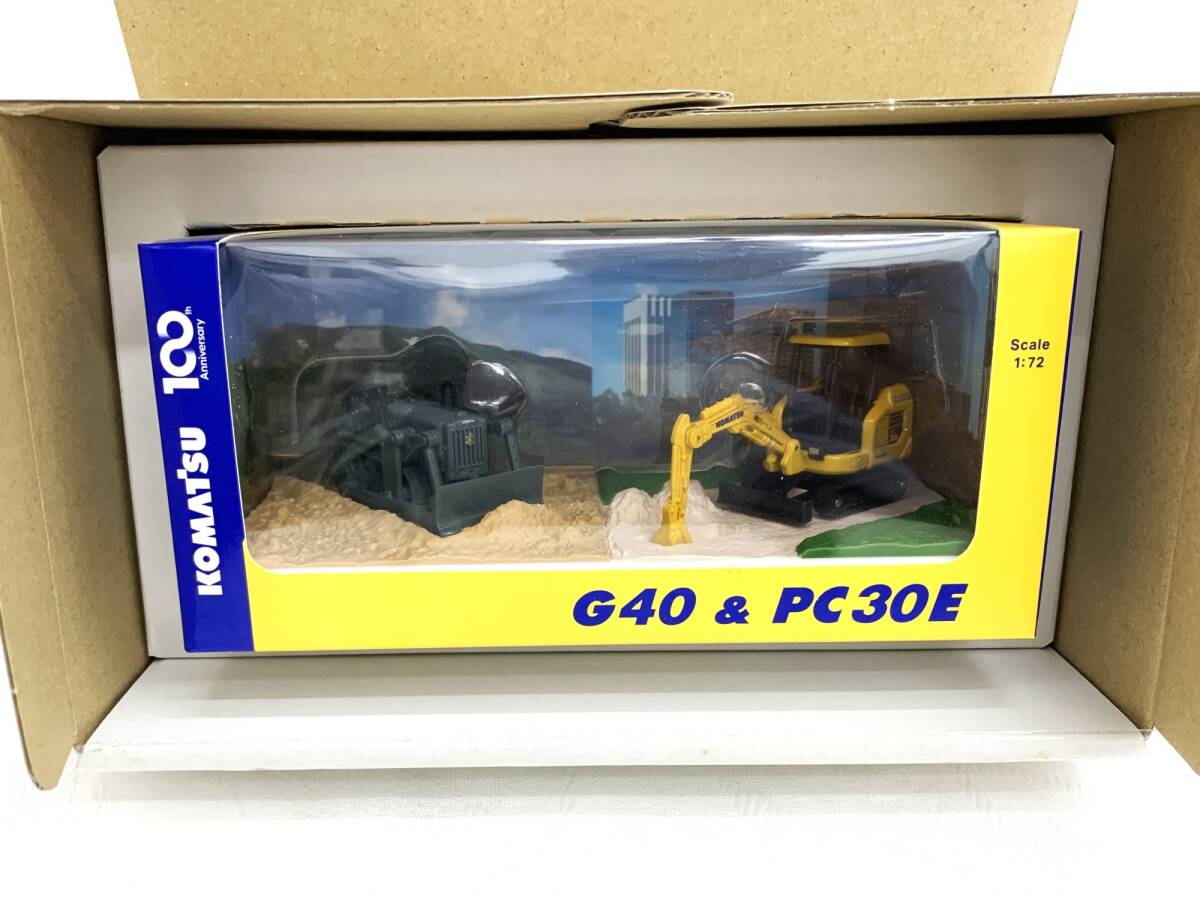 KOMATSU 100th Anniversary
Scale
1:72
KOMATSU
G40 & PC30E